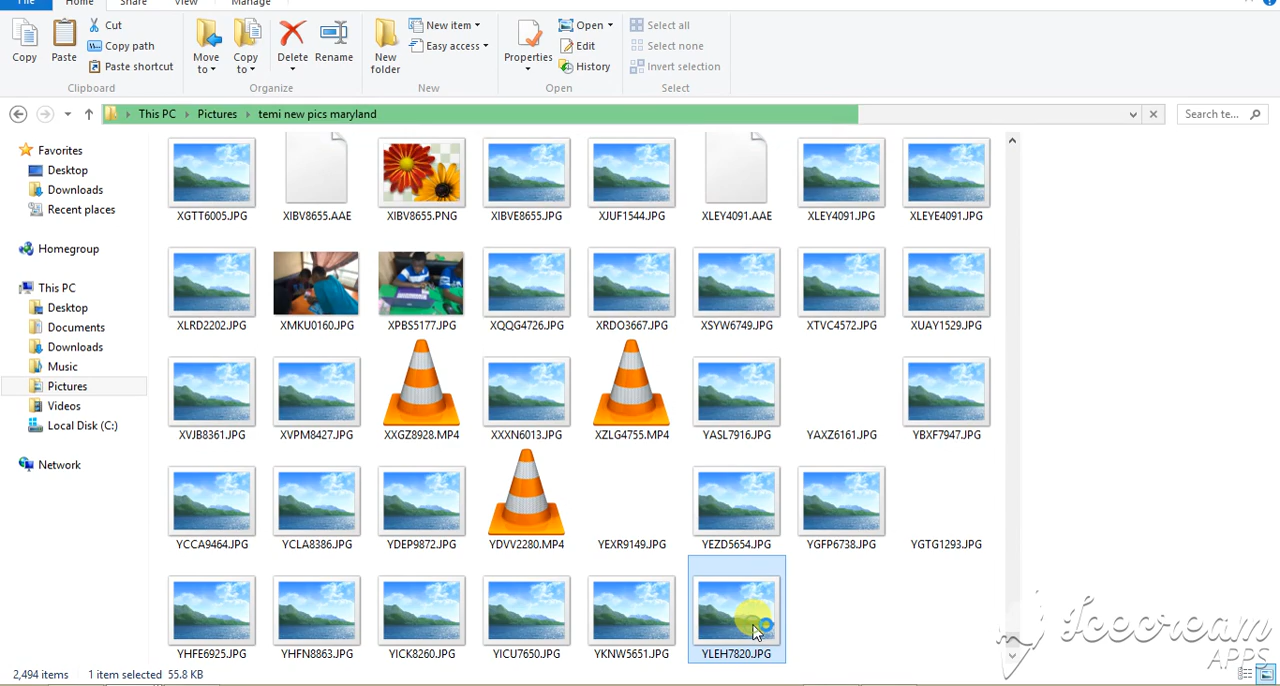 File Home Share View Manage
Cut
Copy path
Paste shortcut
Copy Paste
Clipboard
Move to Copy to Delete Rename
Organize
New folder
New item
Easy access
New
Properties
Open
Edit
History
Open
Select all
Select none
Invert selection
Select
This PC Pictures temi new pics maryland Search te...
Favorites
Desktop
Downloads
Recent places
Homegroup
This PC
Desktop
Documents
Downloads
Music
Pictures
Videos
Local Disk (C:)
Network
XGTT6005.JPG XIBV8655.AAE XIBV8655.PNG XIBVE8655.JPG XJUF1544.JPG XLEY4091.AAE XLEY4091.JPG XLEYE4091.JPG
XLRD2202.JPG XMKU0160.JPG XPBS5177.JPG XQQG4726.JPG XRDO3667.JPG XSYW6749.JPG XTVC4572.JPG XUAY1529.JPG
XVJB8361.JPG XVPM8427.JPG XXGZ8928.MP4 XXXN6013.JPG XZLG4755.MP4 YASL7916.JPG YAXZ6161.JPG YBXF7947.JPG
YCCA9464.JPG YCLA8386.JPG YDEP9872.JPG YDVV2280.MP4 YEXR9149.JPG YEZD5654.JPG YGFP6738.JPG YGTG1293.JPG
YHFE6925.JPG YHFN9863.JPG YICK8260.JPG YICU7650.JPG YKNW5651.JPG YLEH7820.JPG
2,494 items 1 item selected 55.8 KB
Icecream
APPS